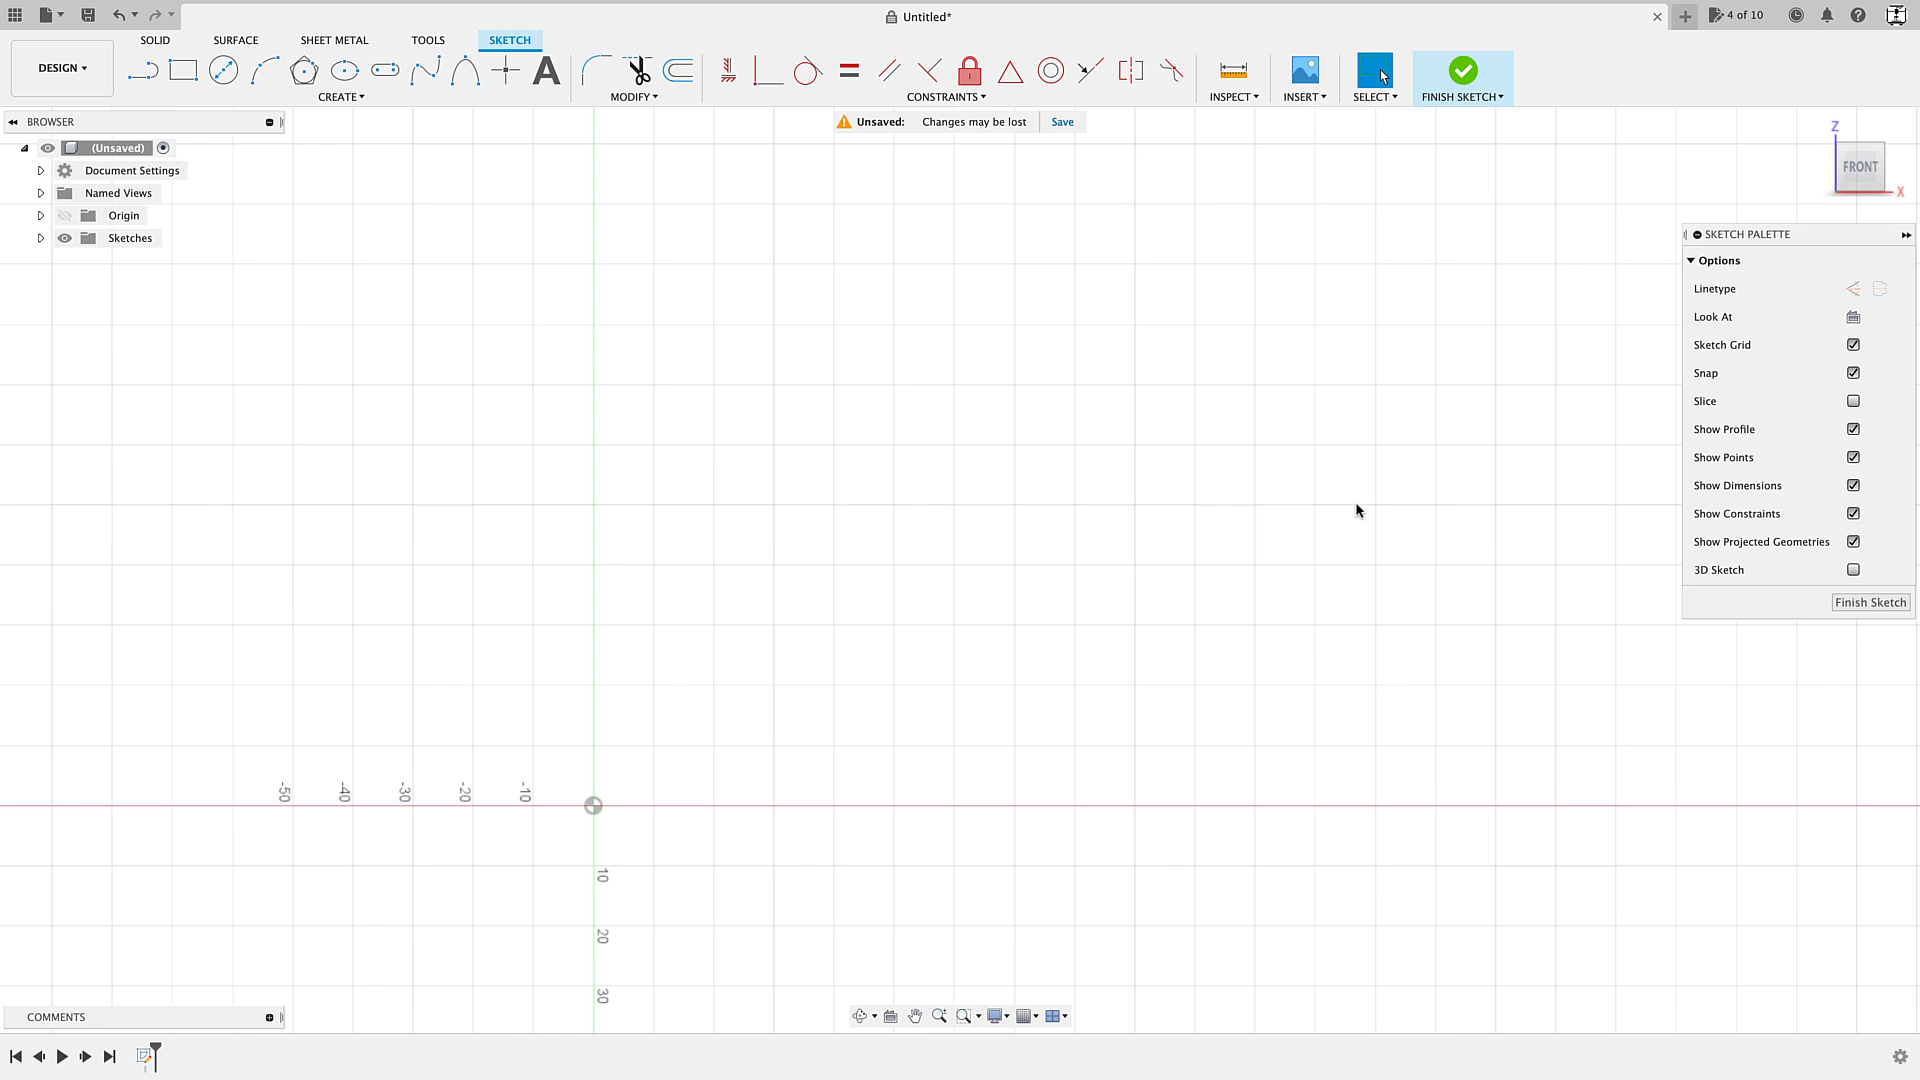 Untitled*
4 of 10
SOLID
SURFACE
SHEET METAL
TOOLS
SKETCH
DESIGN
CREATE
MODIFY
CONSTRAINTS
INSPECT
INSERT
SELECT
FINISH SKETCH
BROWSER
Unsaved: Changes may be lost Save
(Unsaved)
Document Settings
Named Views
Origin
Sketches
Z
FRONT
X
SKETCH PALETTE
Options
Linetype
Look At
Sketch Grid
Snap
Slice
Show Profile
Show Points
Show Dimensions
Show Constraints
Show Projected Geometries
3D Sketch
Finish Sketch
-50 -40 -30 -20 -10
10
20
30
COMMENTS